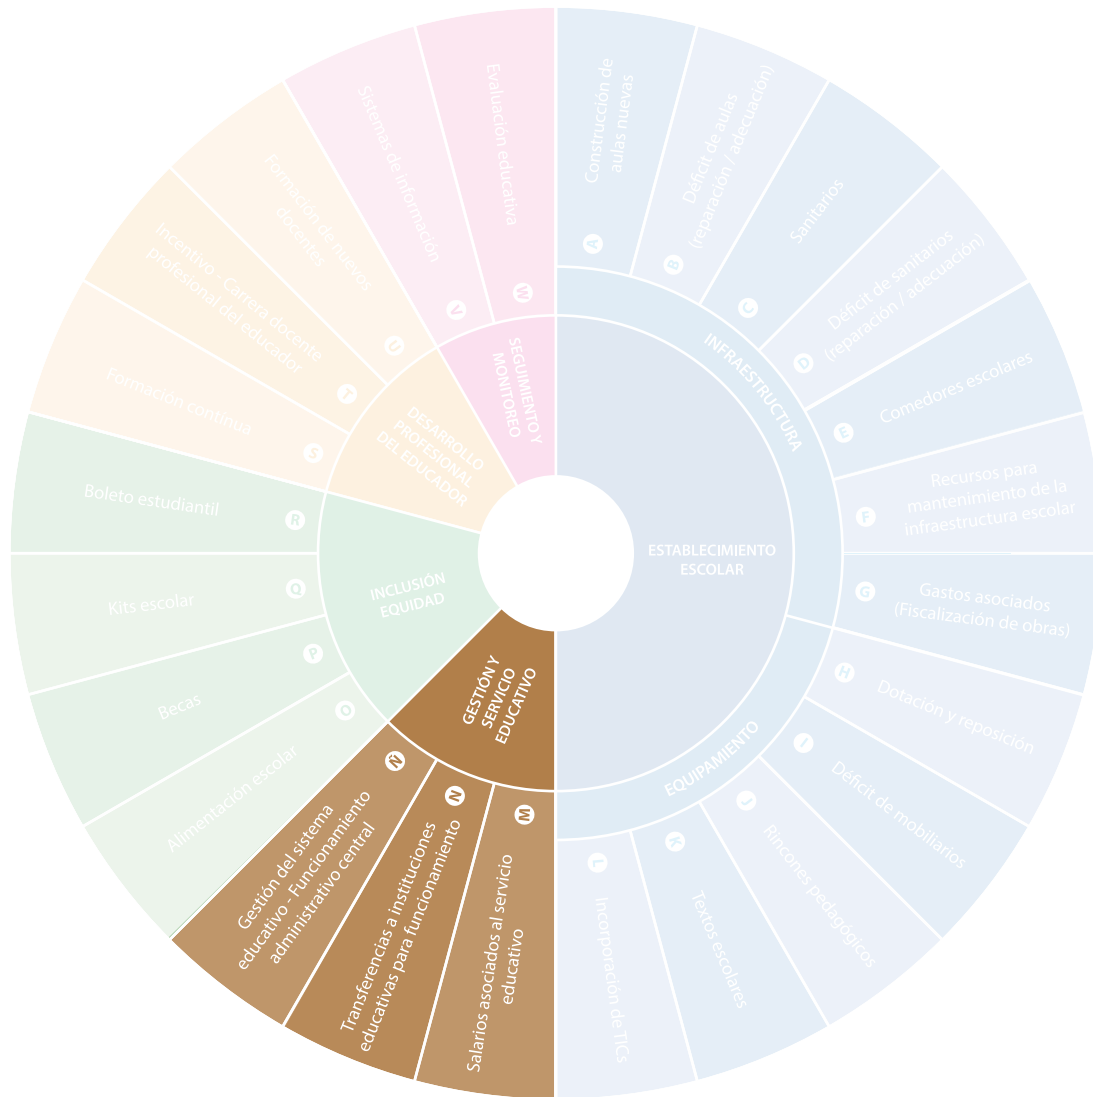 ESTABLECIMIENTO
ESCOLAR
INFRAESTRUCTURA
A
Construcción de
aulas nuevas
B
Déficit de aulas
(reparación / adecuación)
C
Sanitarios
D
Déficit de sanitarios
(reparación / adecuación)
E
Comedores escolares
F
Recursos para
mantenimiento de la
infraestructura escolar
G
Gastos asociados
(Fiscalización de obras)
EQUIPAMIENTO
H
Dotación y reposición
I
Déficit de mobiliarios
J
Rincones pedagógicos
K
Textos escolares
L
Incorporación de TICs
GESTIÓN Y
SERVICIO
EDUCATIVO
M
Salarios asociados al servicio
educativo
N
Transferencias a instituciones
educativas para funcionamiento
Ñ
Gestión del sistema
educativo - Funcionamiento
administrativo central
INCLUSIÓN
EQUIDAD
O
Alimentación escolar
P
Becas
Q
Kits escolar
R
Boleto estudiantil
DESARROLLO
PROFESIONAL
DEL EDUCADOR
S
Formación continua
T
Incentivo - Carrera docente
profesional del educador
U
Formación de nuevos
docentes
SEGUIMIENTO Y
MONITOREO
V
Sistemas de información
W
Evaluación educativa